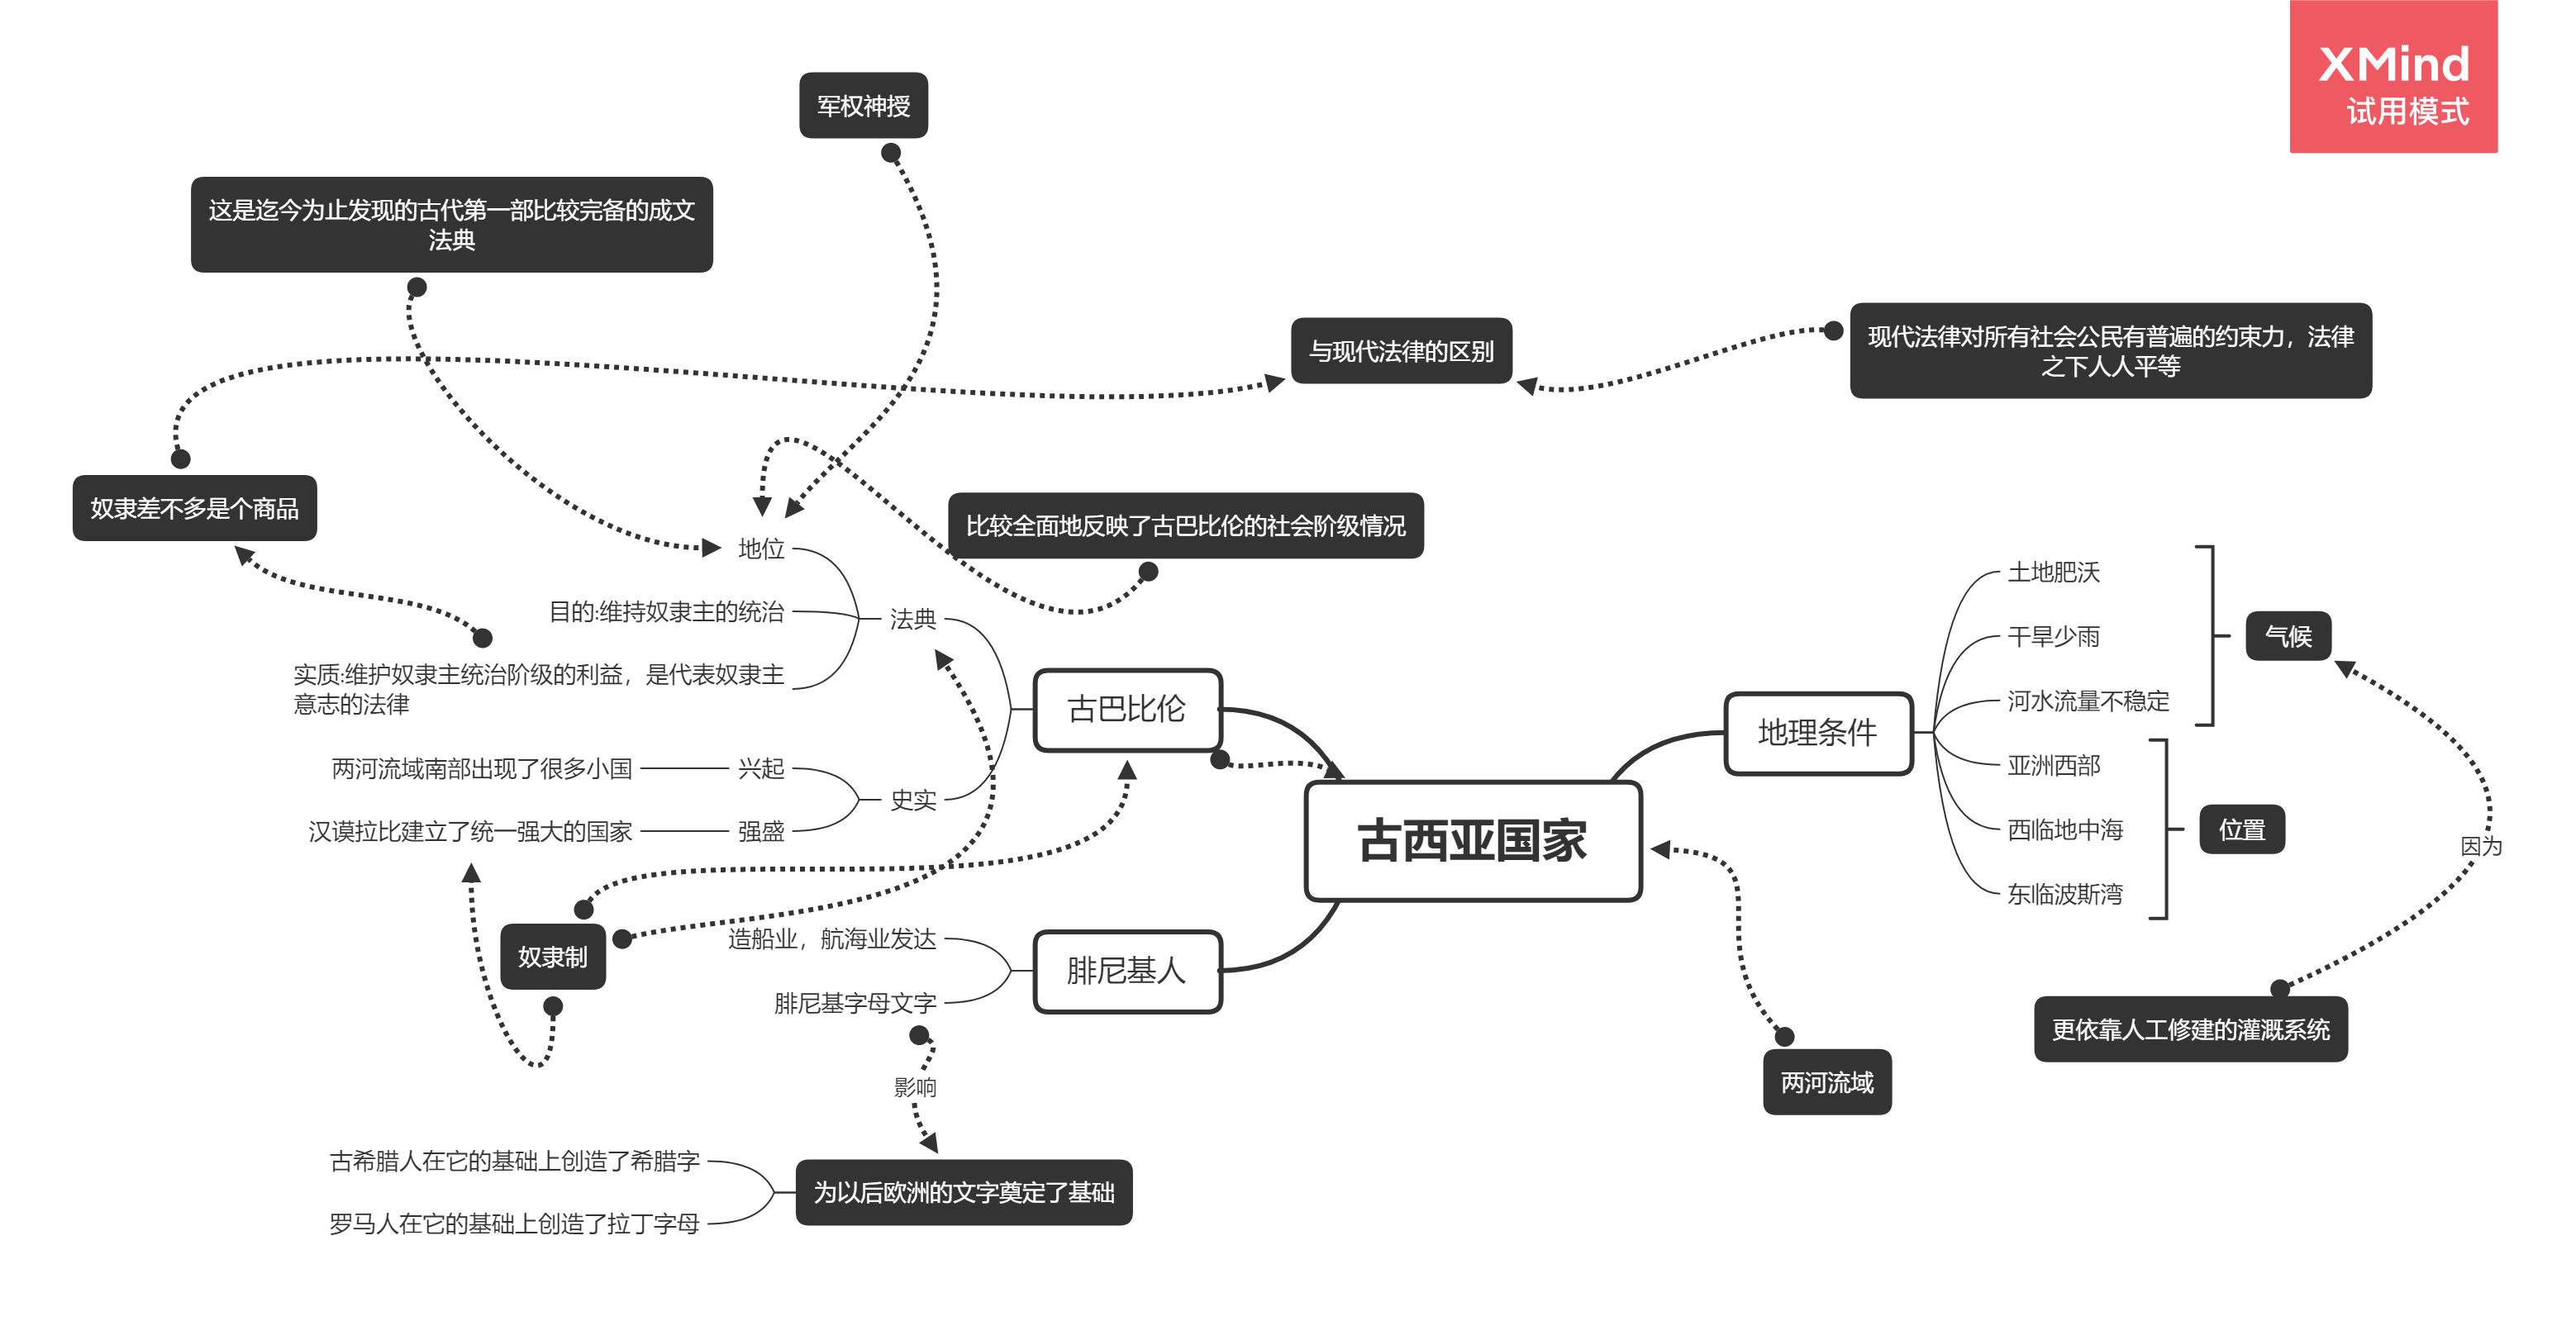 XMind
试用模式
军权神授
这是迄今为止发现的古代第一部比较完备的成文
法典
与现代法律的区别
现代法律对所有社会公民有普遍的约束力，法律
之下人人平等
奴隶差不多是个商品
比较全面地反映了古巴比伦的社会阶级情况
地位
目的:维持奴隶主的统治
法典
实质:维护奴隶主统治阶级的利益，是代表奴隶主
意志的法律
古巴比伦
两河流域南部出现了很多小国
兴起
史实
汉谟拉比建立了统一强大的国家
强盛
古西亚国家
地理条件
土地肥沃
干旱少雨
河水流量不稳定
气候
亚洲西部
西临地中海
东临波斯湾
位置
因为
更依靠人工修建的灌溉系统
两河流域
奴隶制
造船业，航海业发达
腓尼基人
腓尼基字母文字
影响
古希腊人在它的基础上创造了希腊字
为以后欧洲的文字奠定了基础
罗马人在它的基础上创造了拉丁字母